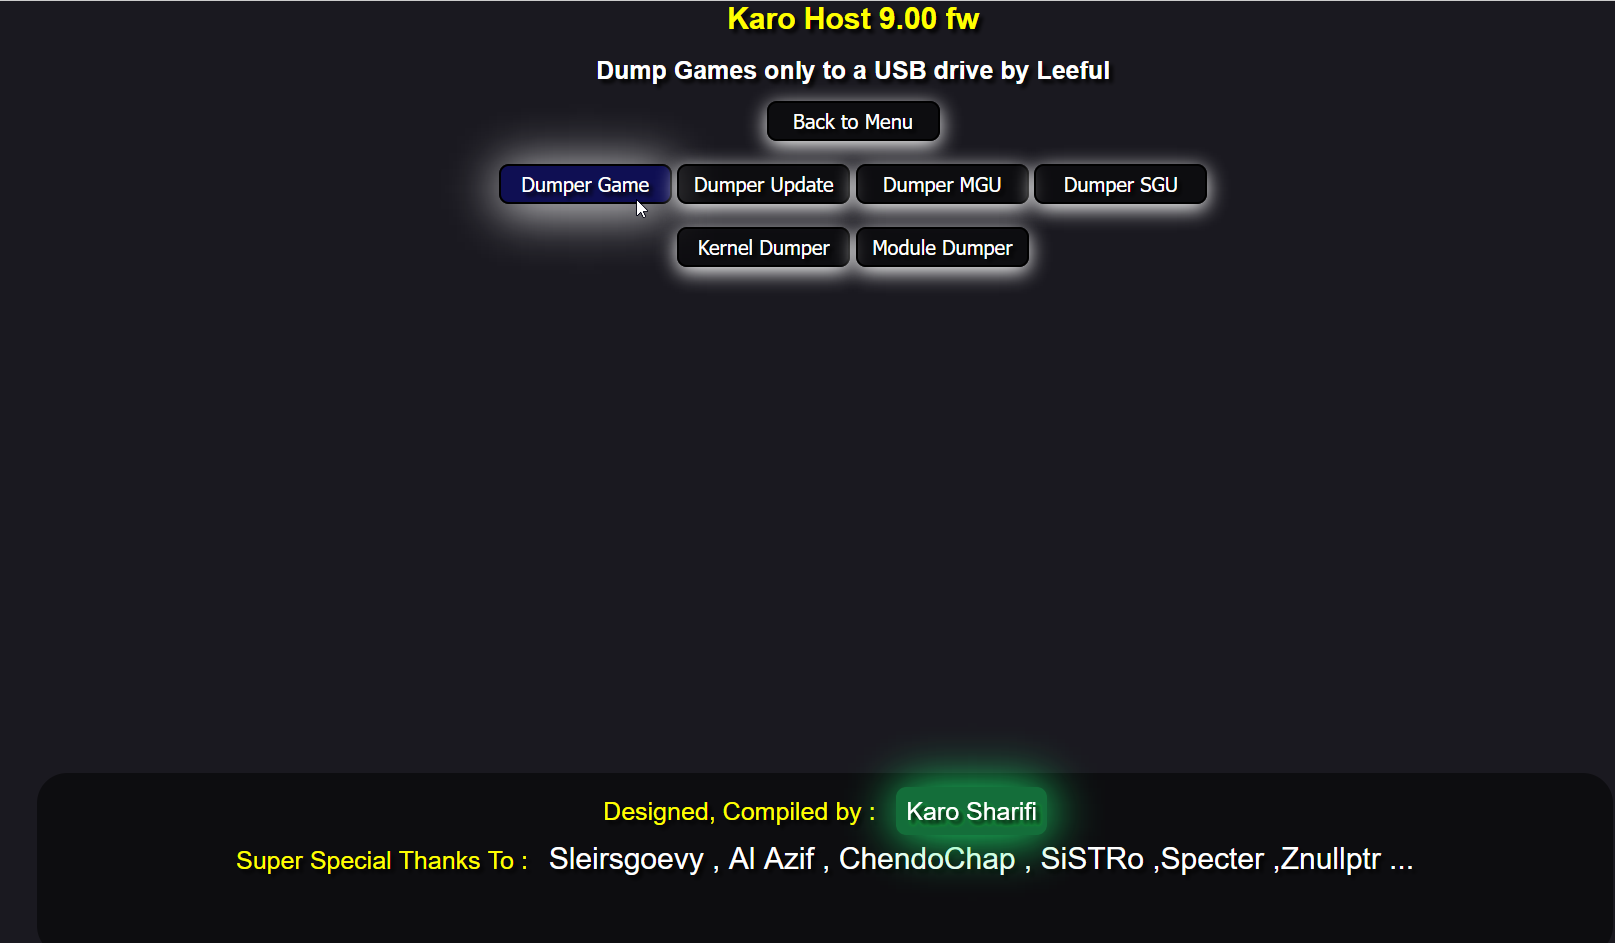 Karo Host 9.00 fw
Dump Games only to a USB drive by Leeful
Back to Menu
Dumper Game Dumper Update Dumper MGU Dumper SGU
Kernel Dumper Module Dumper
Designed, Compiled by : Karo Sharifi
Super Special Thanks To : Sleirsgoevy , Al Azif , ChendoChap , SiSTRo ,Specter ,Znullptr ...